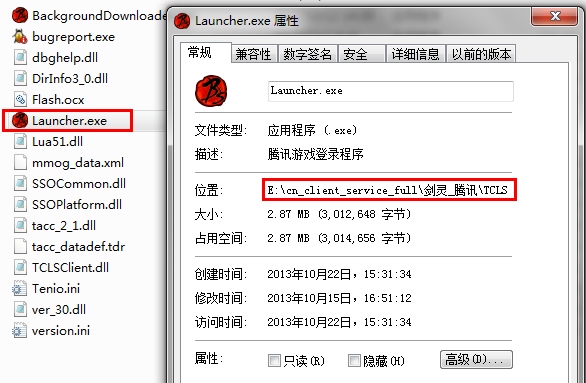 BackgroundDownloade
bugreport.exe
dbghelp.dll
DirInfo3_0.dll
Flash.ocx
Launcher.exe
Lua51.dll
mmog_data.xml
SSOCommon.dll
SSOPlatform.dll
tacc_2_1.dll
tacc_datadef.tdr
TCLSClient.dll
Tenio.ini
ver_30.dll
version.ini
Launcher.exe 属性
常规 兼容性 数字签名 安全 详细信息 以前的版本
Launcher.exe
文件类型: 应用程序 (.exe)
描述: 腾讯游戏登录程序
位置: E:\cn_client_service_full\剑灵_腾讯\TCLS
大小: 2.87 MB (3,012,648 字节)
占用空间: 2.87 MB (3,014,656 字节)
创建时间: 2013年10月22日，15:31:34
修改时间: 2013年10月15日，16:51:12
访问时间: 2013年10月22日，15:31:34
属性: 只读(R) 隐藏(H) 高级(D)...